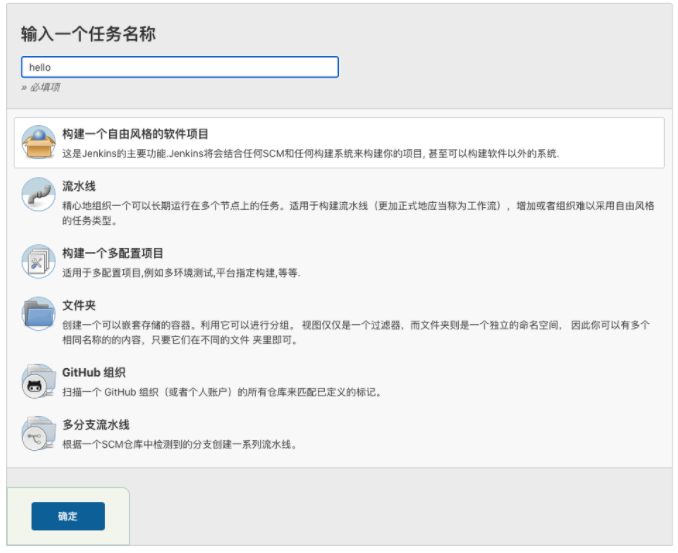 输入一个任务名称
hello
» 必填项
构建一个自由风格的软件项目
这是Jenkins的主要功能.Jenkins将会结合任何SCM和任何构建系统来构建你的项目, 甚至可以构建软件以外的系统.
流水线
精心地组织一个可以长期运行在多个节点上的任务。适用于构建流水线（更加正式地应当称为工作流），增加或者组织难以采用自由风格
的任务类型。
构建一个多配置项目
适用于多配置项目,例如多环境测试,平台指定构建,等等.
文件夹
创建一个可以嵌套存储的容器。利用它可以进行分组。 视图仅仅是一个过滤器，而文件夹则是一个独立的命名空间， 因此你可以有多个
相同名称的的内容，只要它们在不同的文件 夹里即可。
GitHub 组织
扫描一个 GitHub 组织（或者个人账户）的所有仓库来匹配已定义的标记。
多分支流水线
根据一个SCM仓库中检测到的分支创建一系列流水线。
确定